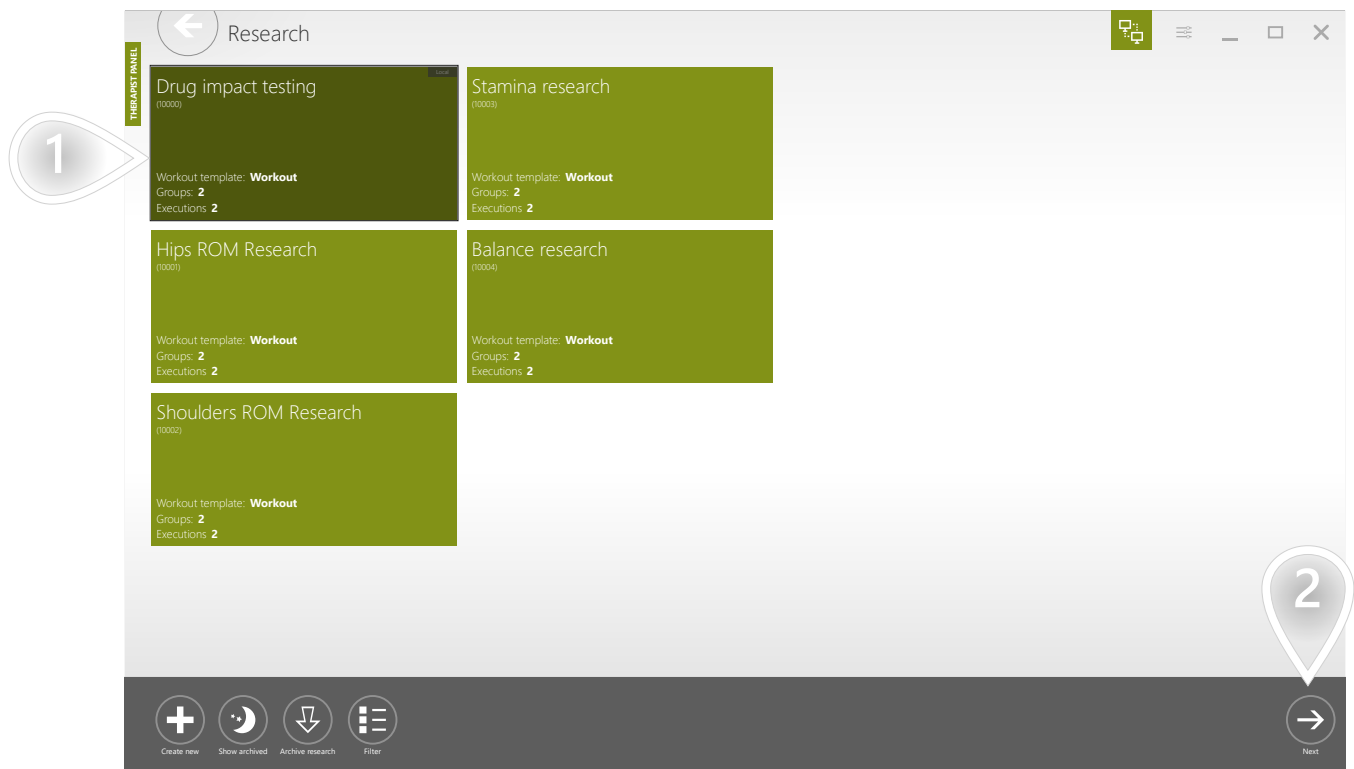 Research
THERAPIST PANEL
1
Drug impact testing
Local
(10000)
Workout template: Workout
Groups: 2
Executions 2
Stamina research
(10003)
Workout template: Workout
Groups: 2
Executions 2
Hips ROM Research
(10001)
Workout template: Workout
Groups: 2
Executions 2
Balance research
(10004)
Workout template: Workout
Groups: 2
Executions 2
Shoulders ROM Research
(10002)
Workout template: Workout
Groups: 2
Executions 2
2
Create new
Show archived
Archive research
Filter
Next